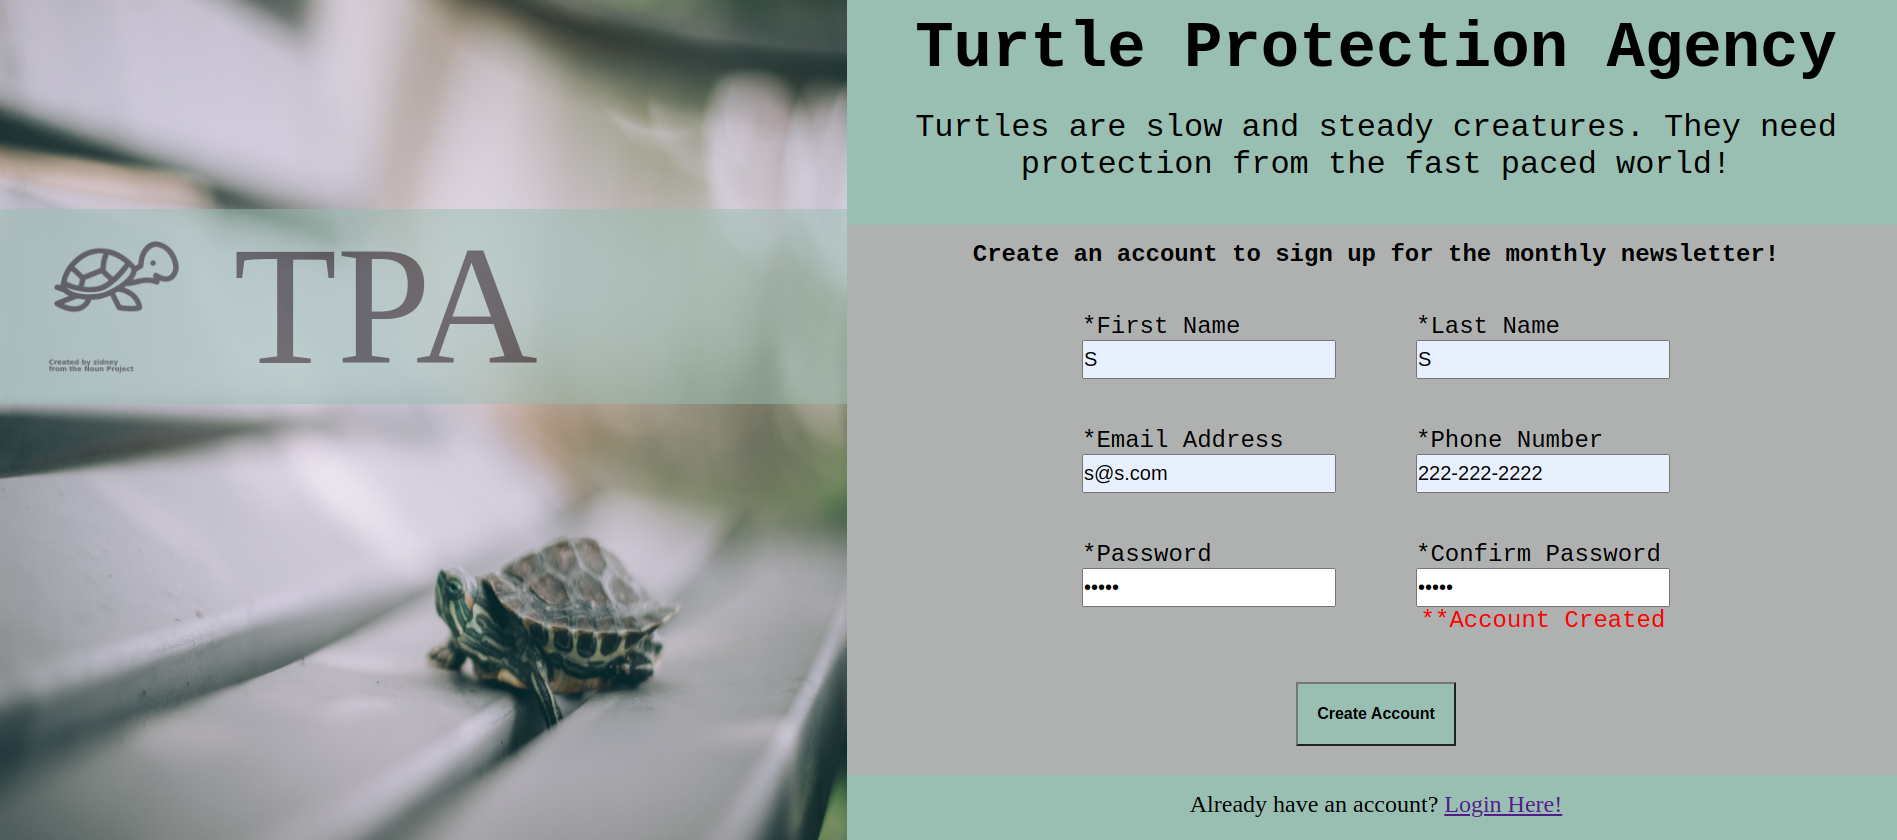 Created by zidney
from the Noun Project
TPA
Turtle Protection Agency
Turtles are slow and steady creatures. They need
protection from the fast paced world!
Create an account to sign up for the monthly newsletter!
*First Name
S
*Last Name
S
*Email Address
s@s.com
*Phone Number
222-222-2222
*Password
•••••
*Confirm Password
•••••
**Account Created
Create Account
Already have an account? Login Here!